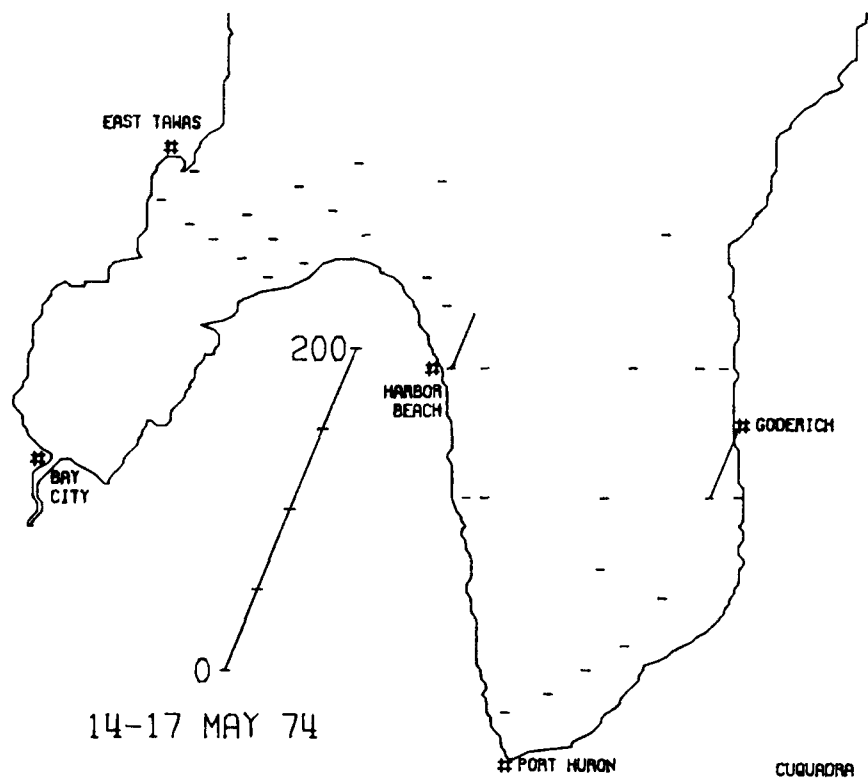 EAST TAWAS
200
HARBOR
BEACH
GODERICH
BAY
CITY
0
14-17 MAY 74
PORT HURON
CUQUADRA